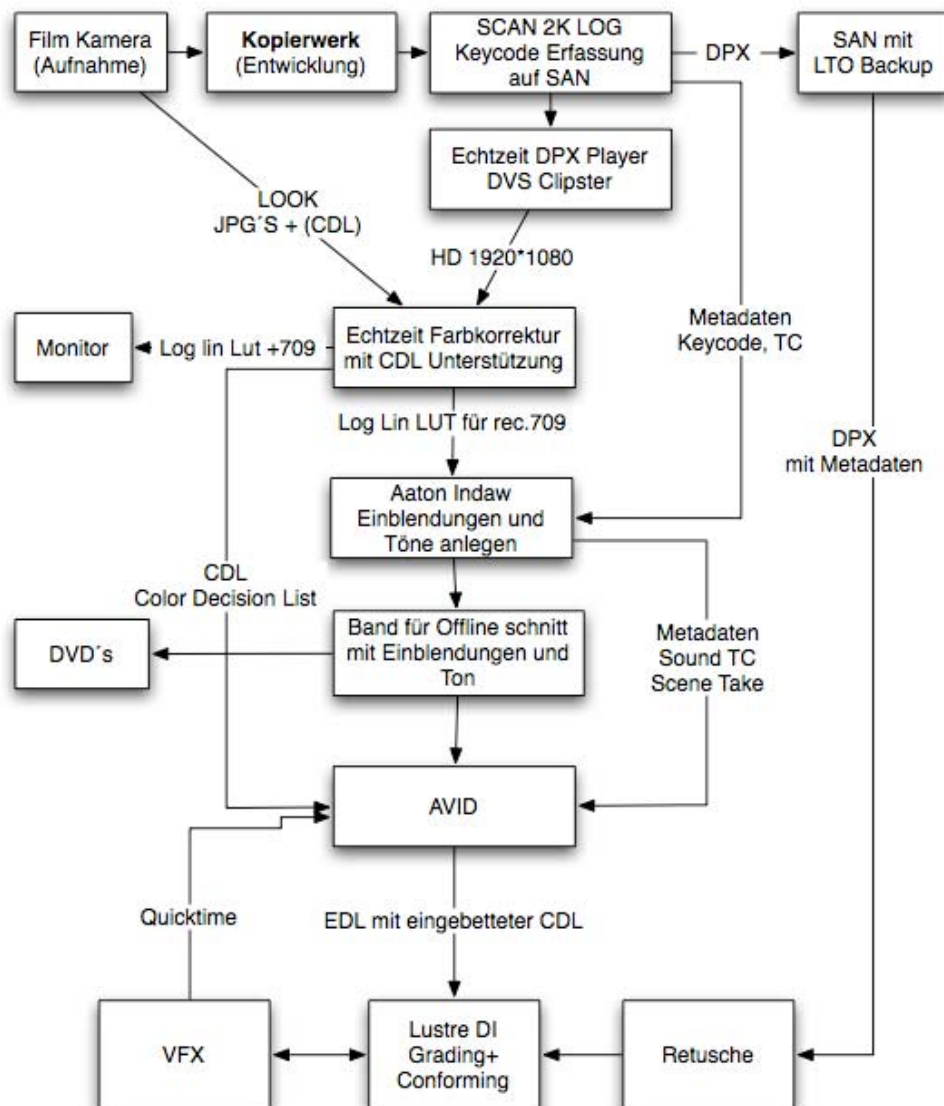 Film Kamera
(Aufnahme)
Kopierwerk
(Entwicklung)
SCAN 2K LOG
Keycode Erfassung
auf SAN
DPX
SAN mit
LTO Backup
Echtzeit DPX Player
DVS Clipster
LOOK
JPG´S + (CDL)
HD 1920*1080
Metadaten
Keycode, TC
Monitor
Log lin Lut +709
Echtzeit Farbkorrektur
mit CDL Unterstützung
Log Lin LUT für rec.709
DPX
mit Metadaten
Aaton Indaw
Einblendungen und
Töne anlegen
CDL
Color Decision List
DVD´s
Band für Offline schnitt
mit Einblendungen und
Ton
Metadaten
Sound TC
Scene Take
AVID
Quicktime
EDL mit eingebetteter CDL
VFX
Lustre DI
Grading+
Conforming
Retusche